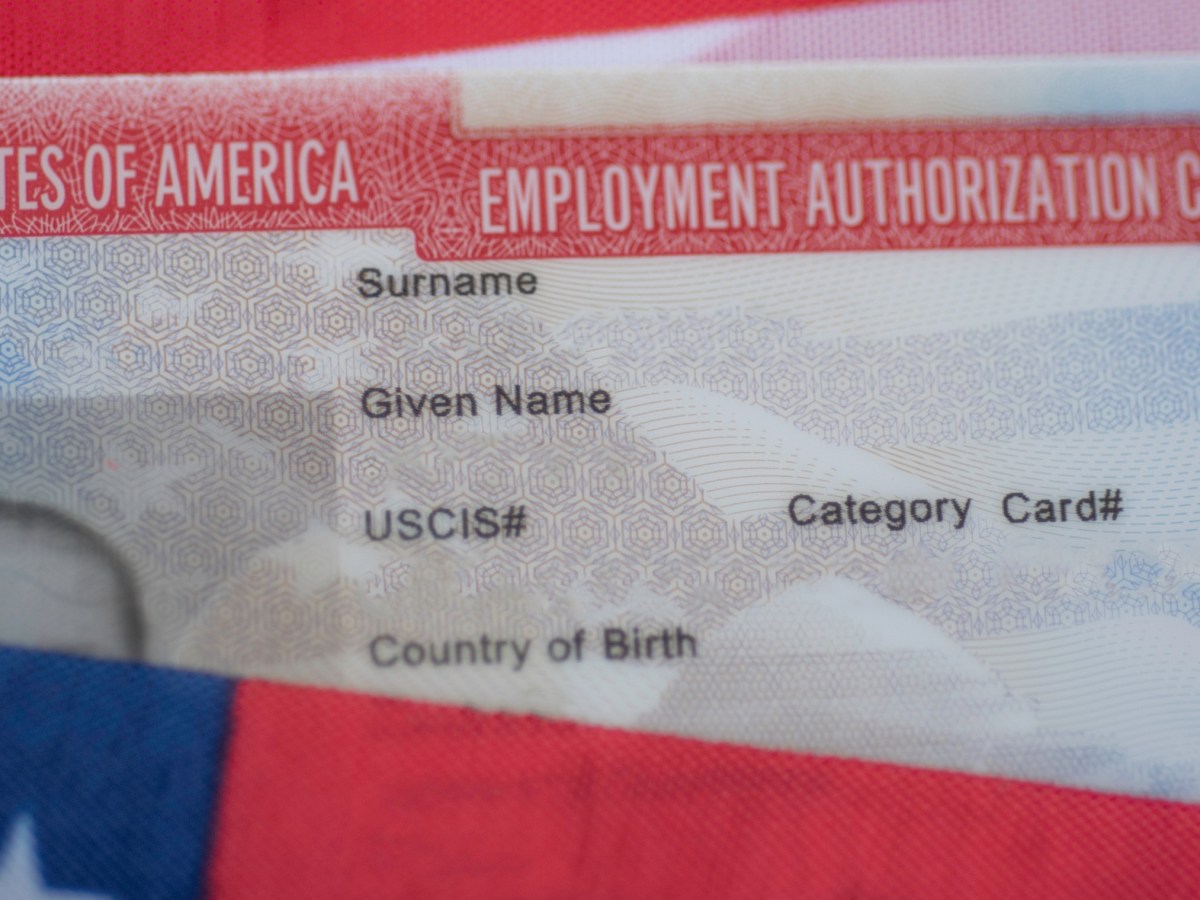 TES OF AMERICA
EMPLOYMENT AUTHORIZATION C
Surname
Given Name
USCIS#
Category Card#
Country of Birth